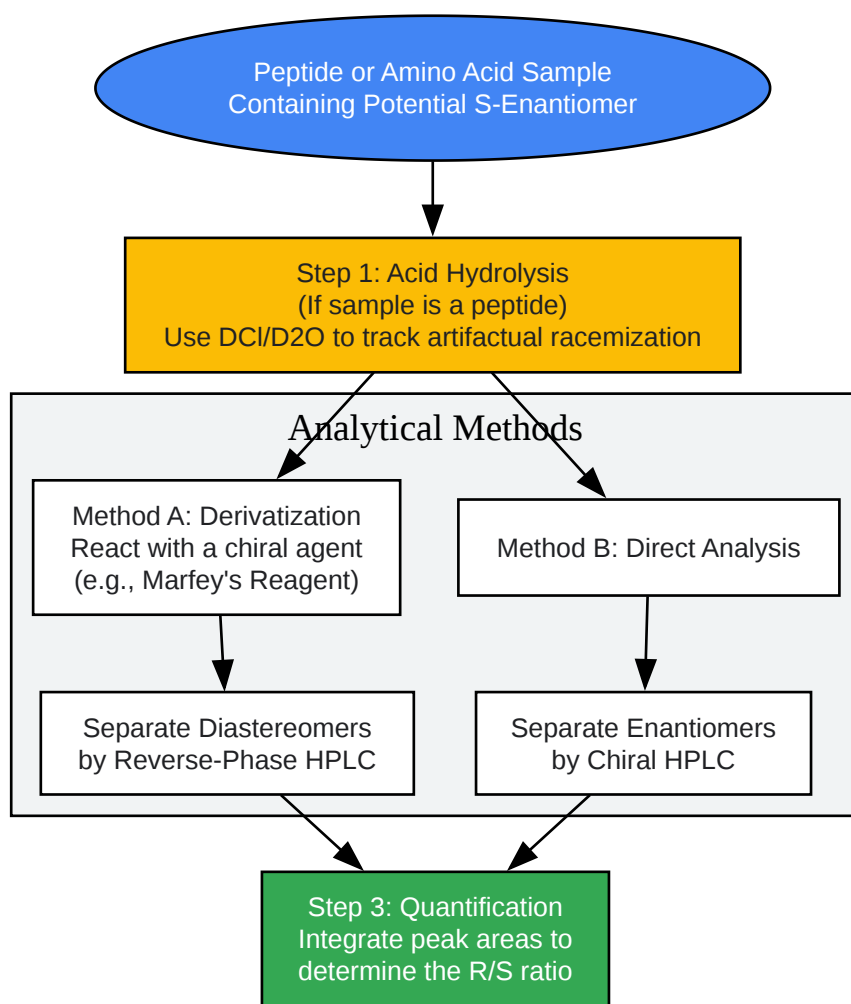 Peptide or Amino Acid Sample
Containing Potential S-Enantiomer
Step 1: Acid Hydrolysis
(If sample is a peptide)
Use DCl/D2O to track artifactual racemization
Analytical Methods
Method A: Derivatization
React with a chiral agent
(e.g., Marfey's Reagent)
Method B: Direct Analysis
Separate Diastereomers
by Reverse-Phase HPLC
Separate Enantiomers
by Chiral HPLC
Step 3: Quantification
Integrate peak areas to
determine the R/S ratio